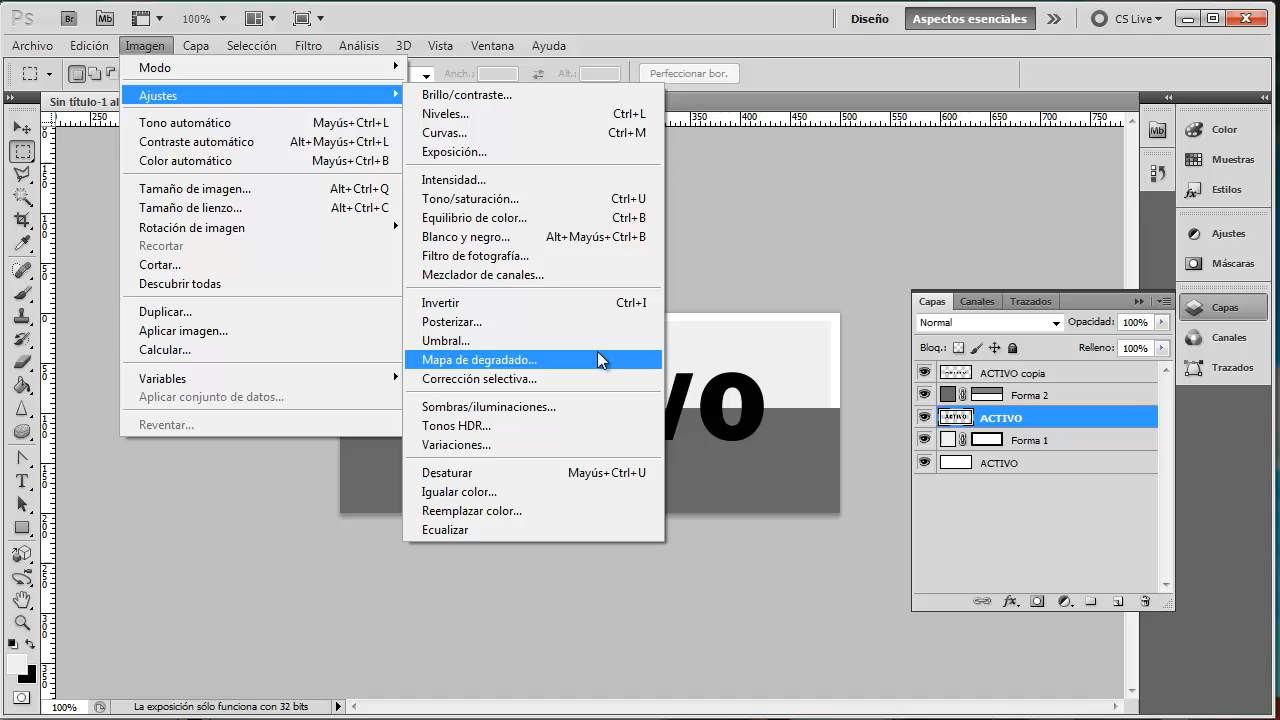 Ps Br Mb 100% Diseño Aspectos esenciales CS Live
Archivo Edición Imagen Capa Selección Filtro Análisis 3D Vista Ventana Ayuda
Anch.: Alt.: Perfeccionar bor.
Sin título-1 al
250 350 400 450 500 550 600 650 700 750
Modo
Ajustes
Tono automático Mayús+Ctrl+L
Contraste automático Alt+Mayús+Ctrl+L
Color automático Mayús+Ctrl+B
Tamaño de imagen... Alt+Ctrl+Q
Tamaño de lienzo... Alt+Ctrl+C
Rotación de imagen
Recortar
Cortar...
Descubrir todas
Duplicar...
Aplicar imagen...
Calcular...
Variables
Aplicar conjunto de datos...
Reventar...
Brillo/contraste...
Niveles... Ctrl+L
Curvas... Ctrl+M
Exposición...
Intensidad...
Tono/saturación... Ctrl+U
Equilibrio de color... Ctrl+B
Blanco y negro... Alt+Mayús+Ctrl+B
Filtro de fotografía...
Mezclador de canales...
Invertir Ctrl+I
Posterizar...
Umbral...
Mapa de degradado...
Corrección selectiva...
Sombras/iluminaciones...
Tonos HDR...
Variaciones...
Desaturar Mayús+Ctrl+U
Igualar color...
Reemplazar color...
Ecualizar
VO
Mb
Color
Muestras
Estilos
Ajustes
Máscaras
Capas
Canales
Trazados
Capas Canales Trazados
Normal Opacidad: 100%
Bloq.: Relleno: 100%
ACTIVO copia
Forma 2
ACTIVO
Forma 1
ACTIVO
100% La exposición sólo funciona con 32 bits